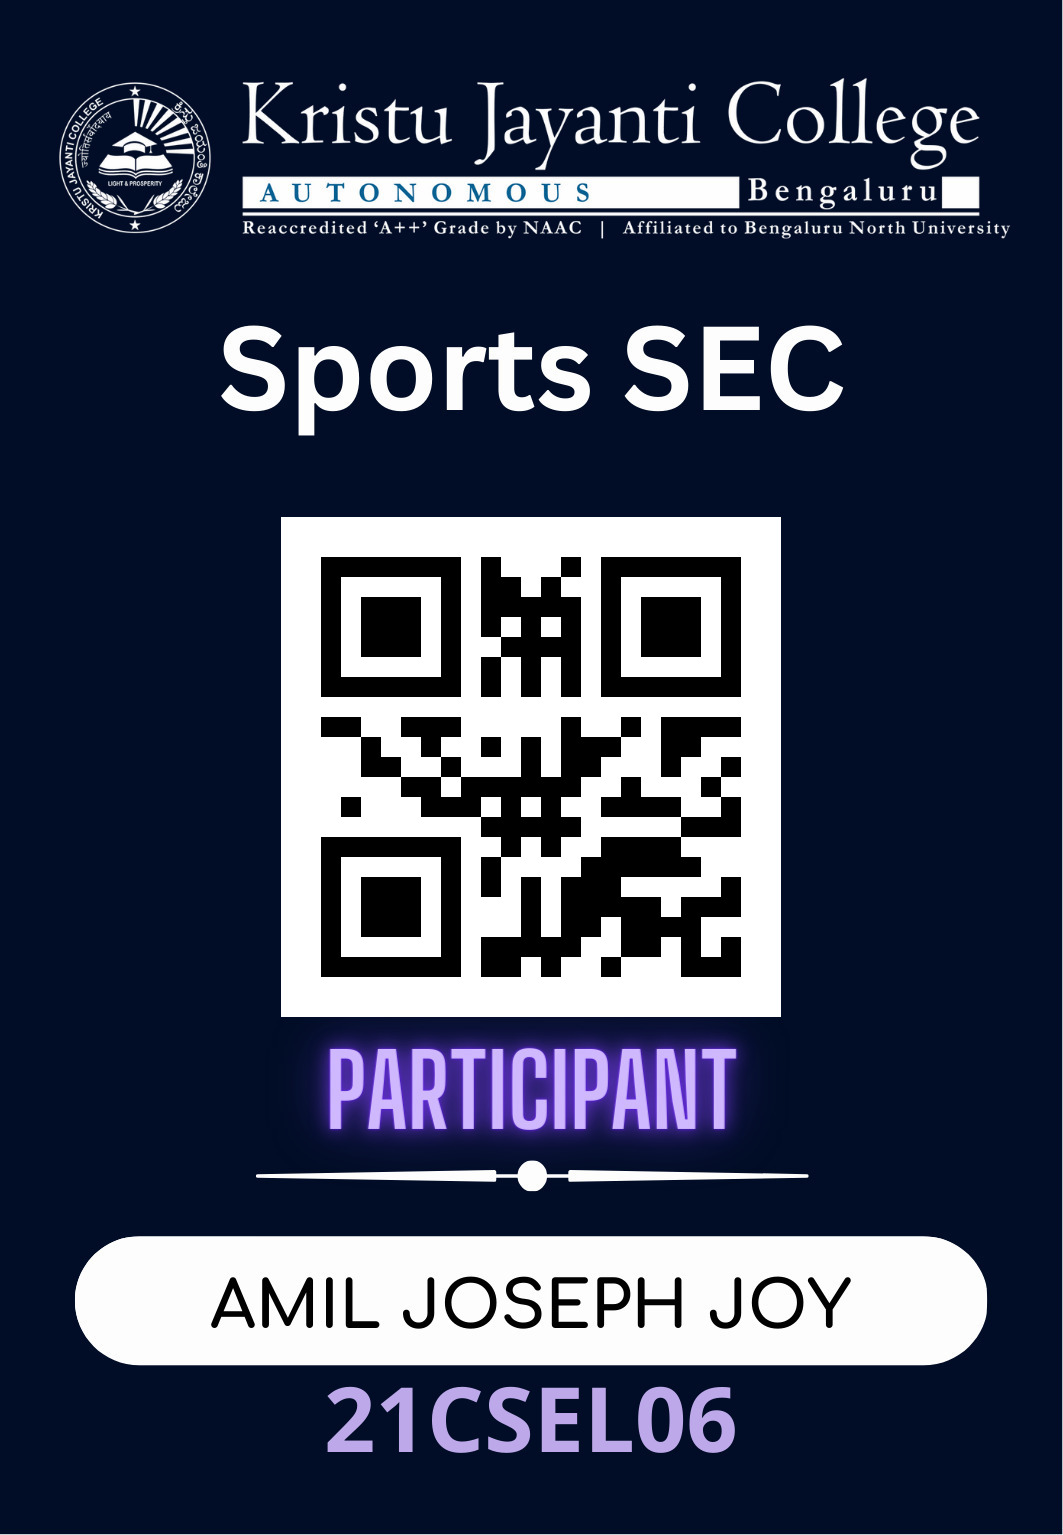 Kristu Jayanti College
AUTONOMOUS Bengaluru
Reaccredited ‘A++’ Grade by NAAC | Affiliated to Bengaluru North University
KRISTU JAYANTI COLLEGE
ಕ್ರಿಸ್ತು ಜಯಂತಿ ಕಾಲೇಜು
LIGHT & PROSPERITY
Sports SEC
PARTICIPANT
AMIL JOSEPH JOY
21CSEL06